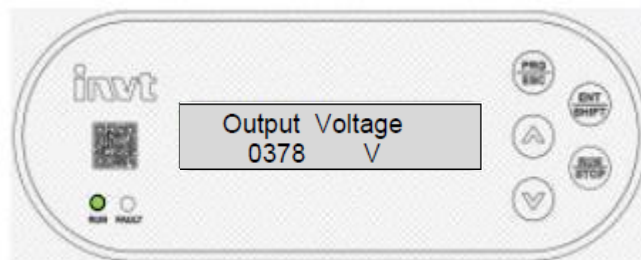 invt
Output Voltage
0378 V
RUN FAULT
PRG
ESC
ENT
SHIFT
RUN
STOP